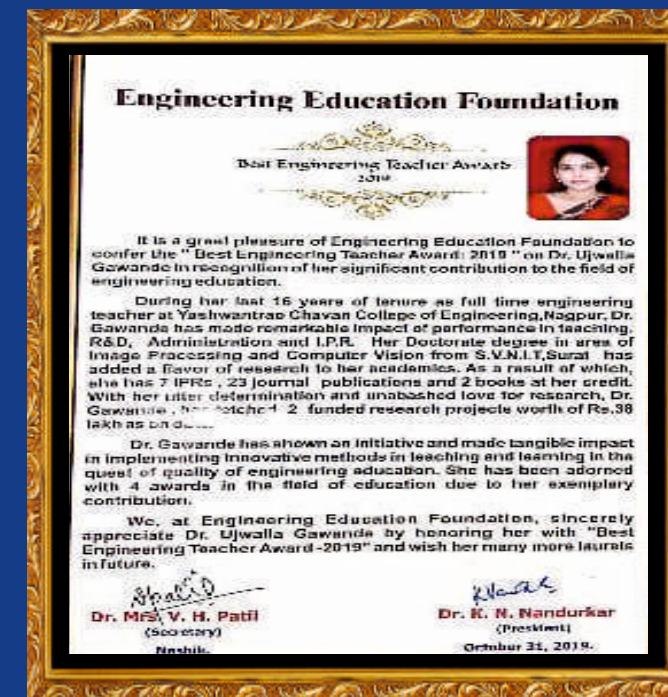 Engineering Education Foundation
Best Engineering Teacher Award
2019
It is a great pleasure of Engineering Education Foundation to
confer the " Best Engineering Teacher Award: 2019 " on Dr. Ujwalla
Gawande in recognition of her significant contribution to the field of
engineering education.
During her last 16 years of tenure as full time engineering
teacher at Yashwantrao Chavan College of Engineering,Nagpur, Dr.
Gawande has made remarkable impact of performance in teaching,
R&D, Administration and I.P.R. Her Doctorate degree in area of
Image Processing and Computer Vision from S.V.N.I.T,Surat has
added a flavor of research to her academics. As a result of which,
she has 7 IPRs , 23 journal publications and 2 books at her credit.
With her utter determination and unabashed love for research, Dr.
Gawande , has fetched 2 funded research projects worth of Rs.38
lakh as on
Dr. Gawande has shown an initiative and made tangible impact
in implementing innovative methods in teaching and learning in the
quest of quality of engineering education. She has been adorned
with 4 awards in the field of education due to her exemplary
contribution.
We, at Engineering Education Foundation, sincerely
appreciate Dr. Ujwalla Gawande by honoring her with "Best
Engineering Teacher Award -2019" and wish her many more laurels
in future.
Dr. Mrs. V. H. Patil
(Secretary)
Nashik.
Dr. K. N. Nandurkar
(President)
October 31, 2019.